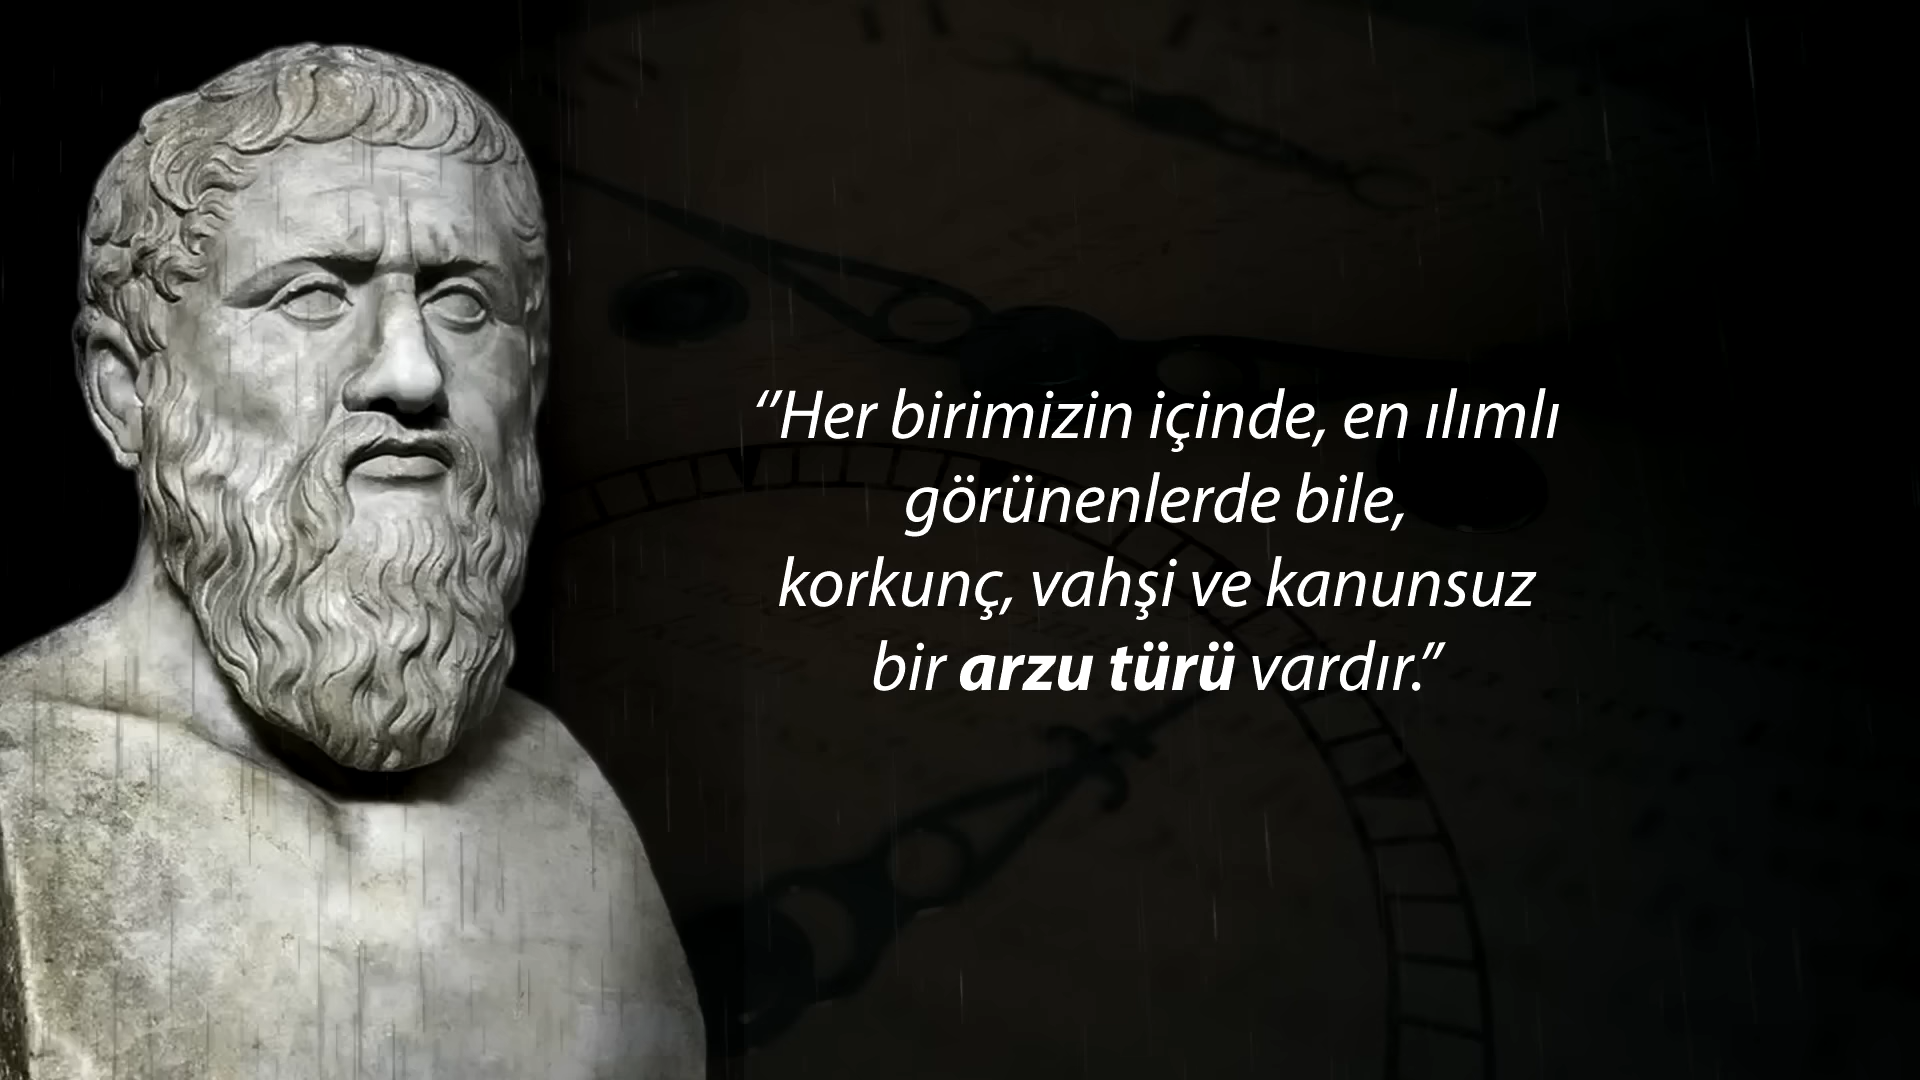 “Her birimizin içinde, en ılımlı
görünenlerde bile,
korkunç, vahşi ve kanunsuz
bir arzu türü vardır.”